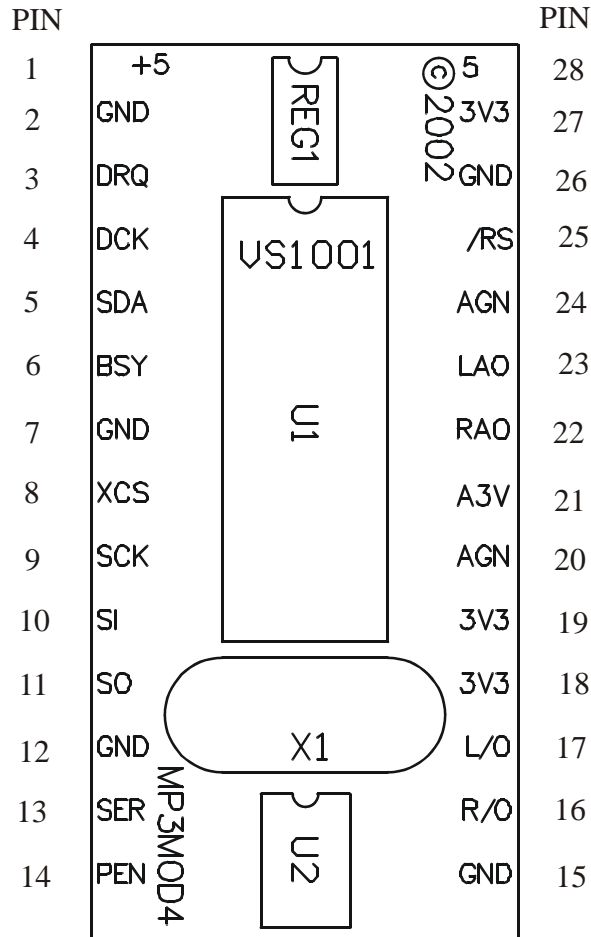 PIN PIN
1 +5 5 28
2 GND 3V3 27
3 DRQ GND 26
4 DCK /RS 25
5 SDA AGN 24
6 BSY LAO 23
7 GND RAO 22
8 XCS A3V 21
9 SCK AGN 20
10 SI 3V3 19
11 SO 3V3 18
12 GND L/O 17
13 SER R/O 16
14 PEN GND 15
REG1
©2002
VS1001
U1
X1
MP3MOD4
U2